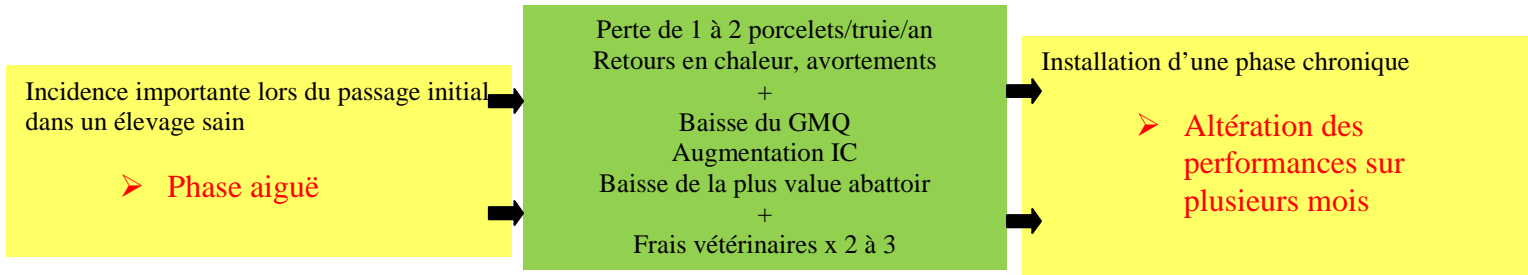 Incidence importante lors du passage initial
dans un élevage sain
➢ Phase aiguë
Perte de 1 à 2 porcelets/truie/an
Retours en chaleur, avortements
+
Baisse du GMQ
Augmentation IC
Baisse de la plus value abattoir
+
Frais vétérinaires x 2 à 3
Installation d’une phase chronique
➢ Altération des
performances sur
plusieurs mois